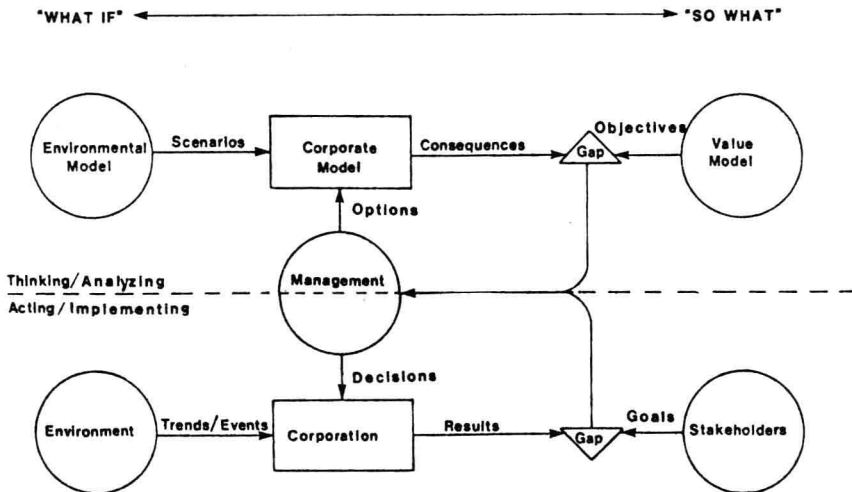 "WHAT IF" "SO WHAT"
Environmental
Model
Scenarios
Corporate
Model
Consequences
Gap
Objectives
Value
Model
Options
Management
Thinking/Analyzing
Acting/Implementing
Decisions
Environment
Trends/Events
Corporation
Results
Gap
Goals
Stakeholders